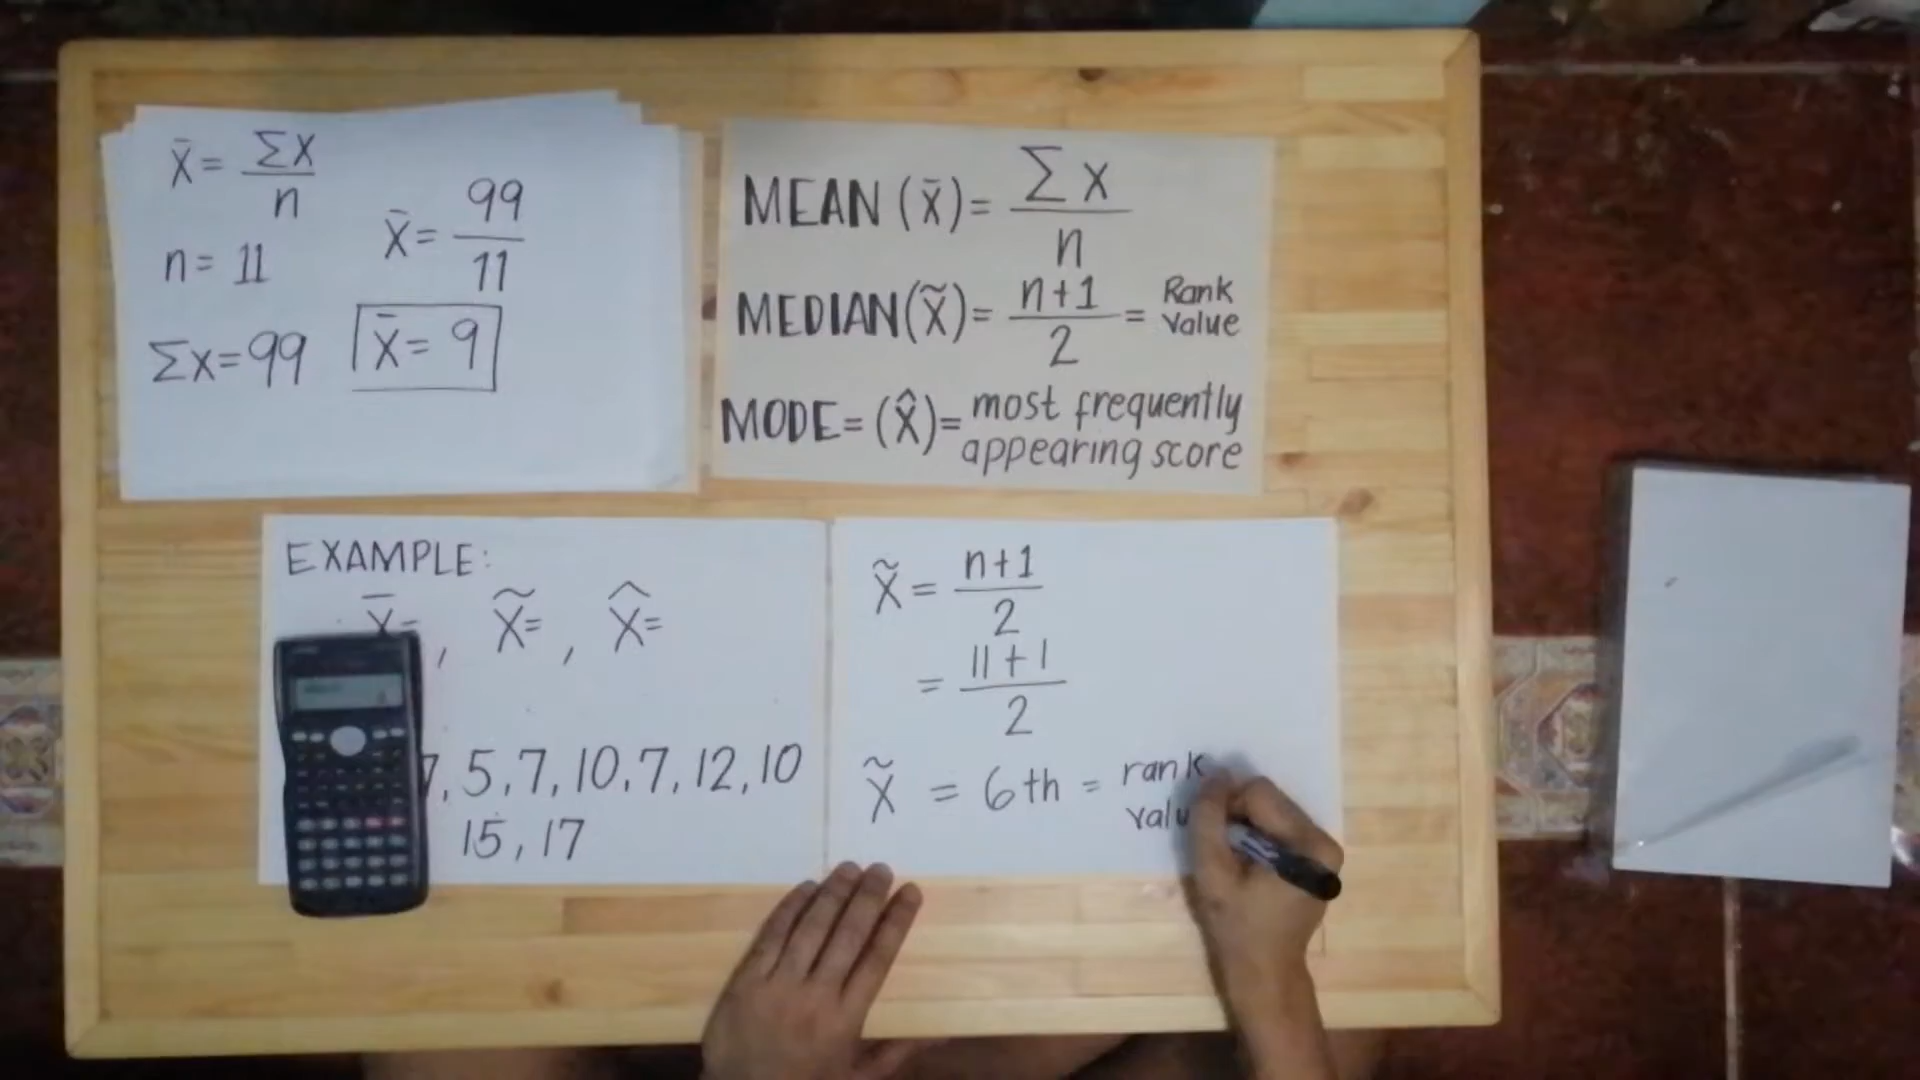 X̄ = ΣX / n
n = 11
ΣX = 99
X̄ = 99 / 11
X̄ = 9
MEAN (X̄) = ΣX / n
MEDIAN (X̃) = n+1 / 2 = Rank Value
MODE = (X̂) = most frequently
appearing score
EXAMPLE:
X̄ = , X̃ = , X̂ =
7, 5, 7, 10, 7, 12, 10
15, 17
X̃ = n+1 / 2
= 11+1 / 2
X̃ = 6th = rank
valu